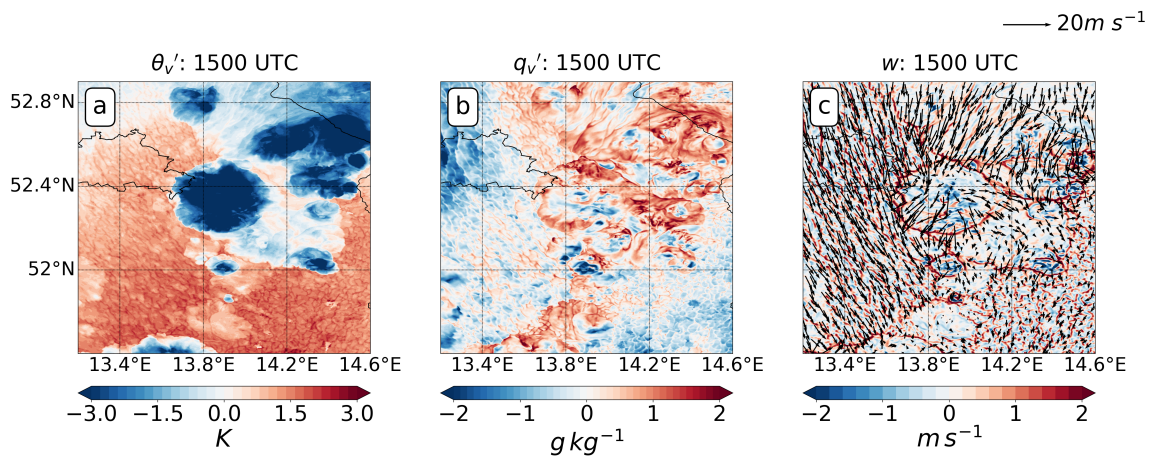 20m s⁻¹
θᵥ′: 1500 UTC
qᵥ′: 1500 UTC
w: 1500 UTC
a
b
c
52.8°N
52.4°N
52°N
13.4°E 13.8°E 14.2°E 14.6°E
13.4°E 13.8°E 14.2°E 14.6°E
13.4°E 13.8°E 14.2°E 14.6°E
−3.0 −1.5 0.0 1.5 3.0
−2 −1 0 1 2
−2 −1 0 1 2
K
g kg⁻¹
m s⁻¹